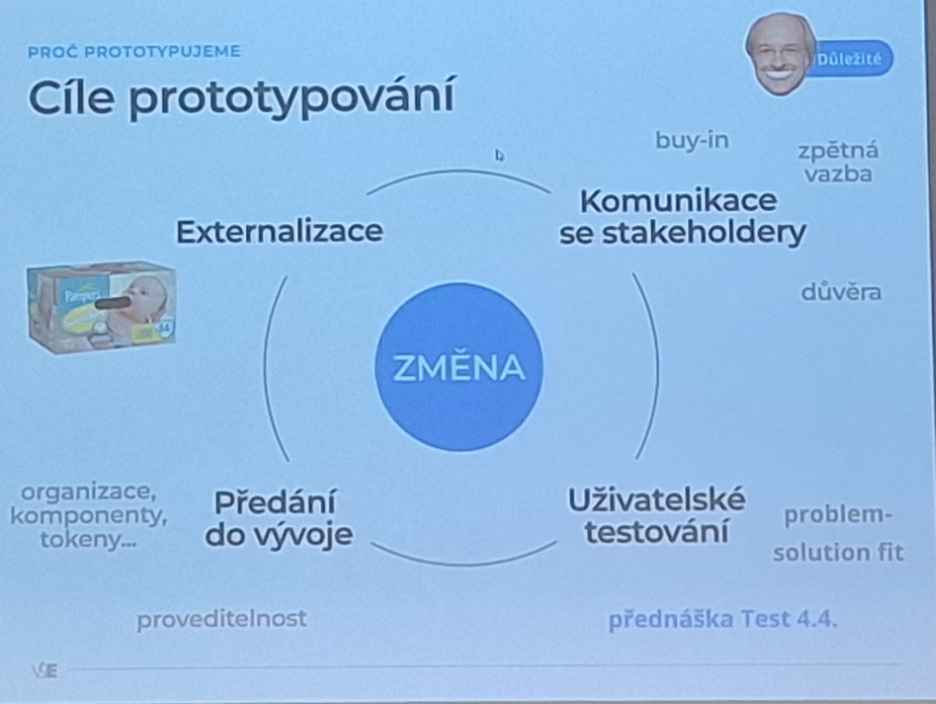 PROČ PROTOTYPUJEME
Důležité
Cíle prototypování
buy-in
zpětná
vazba
Externalizace
Komunikace
se stakeholdery
důvěra
Pampers
ZMĚNA
organizace,
komponenty,
tokeny...
Předání
do vývoje
Uživatelské
testování
problem-
solution fit
proveditelnost
přednáška Test 4.4.